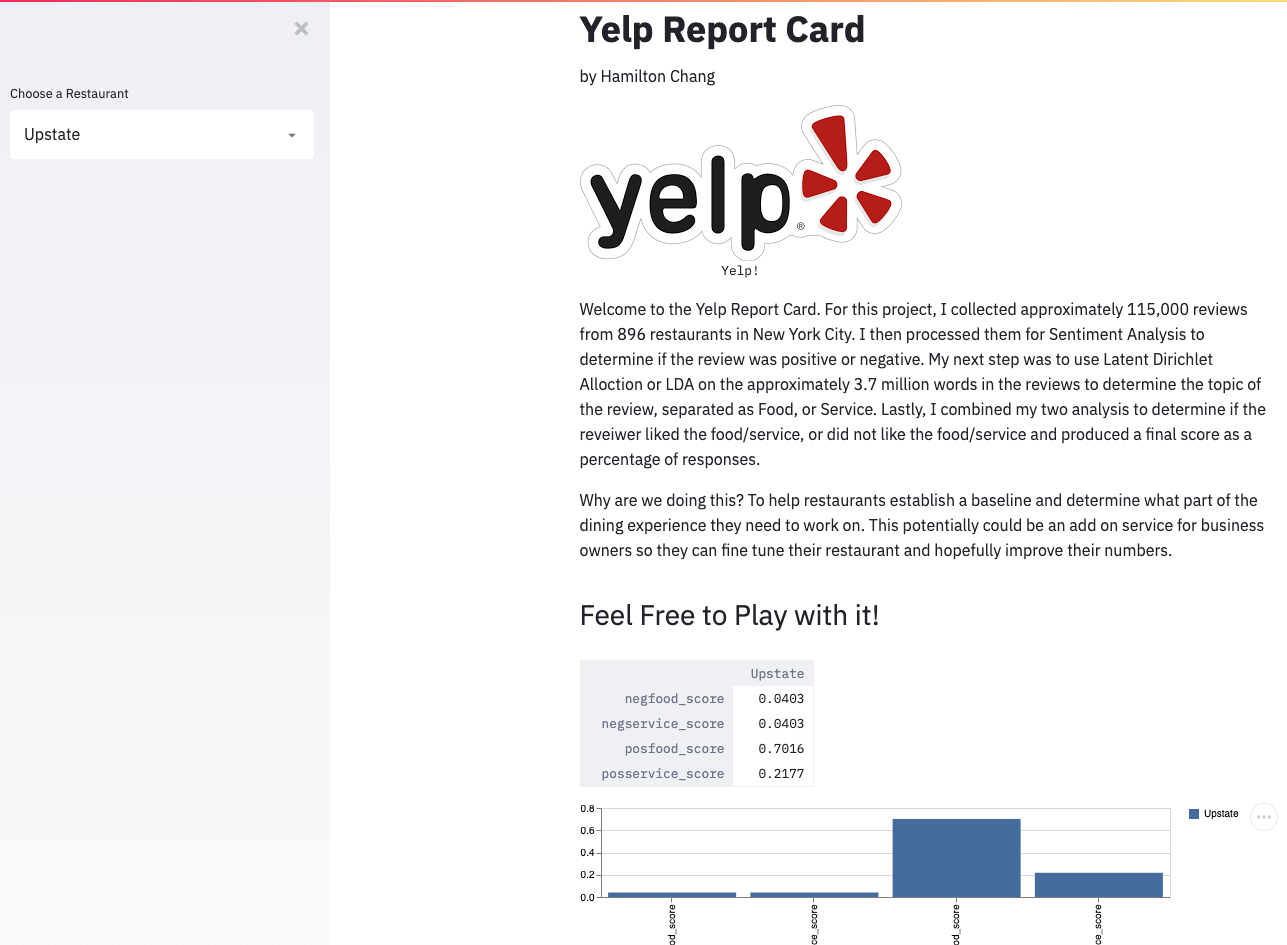 Yelp Report Card
by Hamilton Chang
Choose a Restaurant
Upstate
yelp
®
Yelp!
Welcome to the Yelp Report Card. For this project, I collected approximately 115,000 reviews
from 896 restaurants in New York City. I then processed them for Sentiment Analysis to
determine if the review was positive or negative. My next step was to use Latent Dirichlet
Alloction or LDA on the approximately 3.7 million words in the reviews to determine the topic of
the review, separated as Food, or Service. Lastly, I combined my two analysis to determine if the
reveiwer liked the food/service, or did not like the food/service and produced a final score as a
percentage of responses.
Why are we doing this? To help restaurants establish a baseline and determine what part of the
dining experience they need to work on. This potentially could be an add on service for business
owners so they can fine tune their restaurant and hopefully improve their numbers.
Feel Free to Play with it!
Upstate
negfood_score 0.0403
negservice_score 0.0403
posfood_score 0.7016
posservice_score 0.2177
0.8
0.6
0.4
0.2
0.0
Upstate
od_score
ce_score
od_score
ce_score